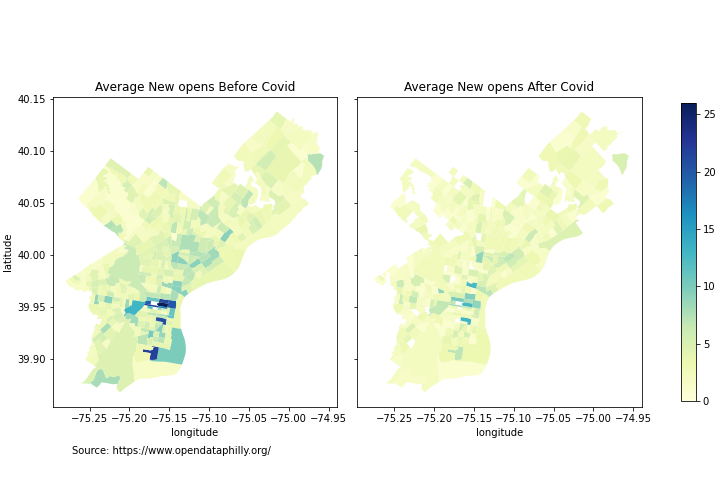 Average New opens Before Covid
Average New opens After Covid
40.15
40.10
40.05
40.00
39.95
39.90
latitude
−75.25 −75.20 −75.15 −75.10 −75.05 −75.00 −74.95
longitude
−75.25 −75.20 −75.15 −75.10 −75.05 −75.00 −74.95
longitude
25
20
15
10
5
0
Source: https://www.opendataphilly.org/